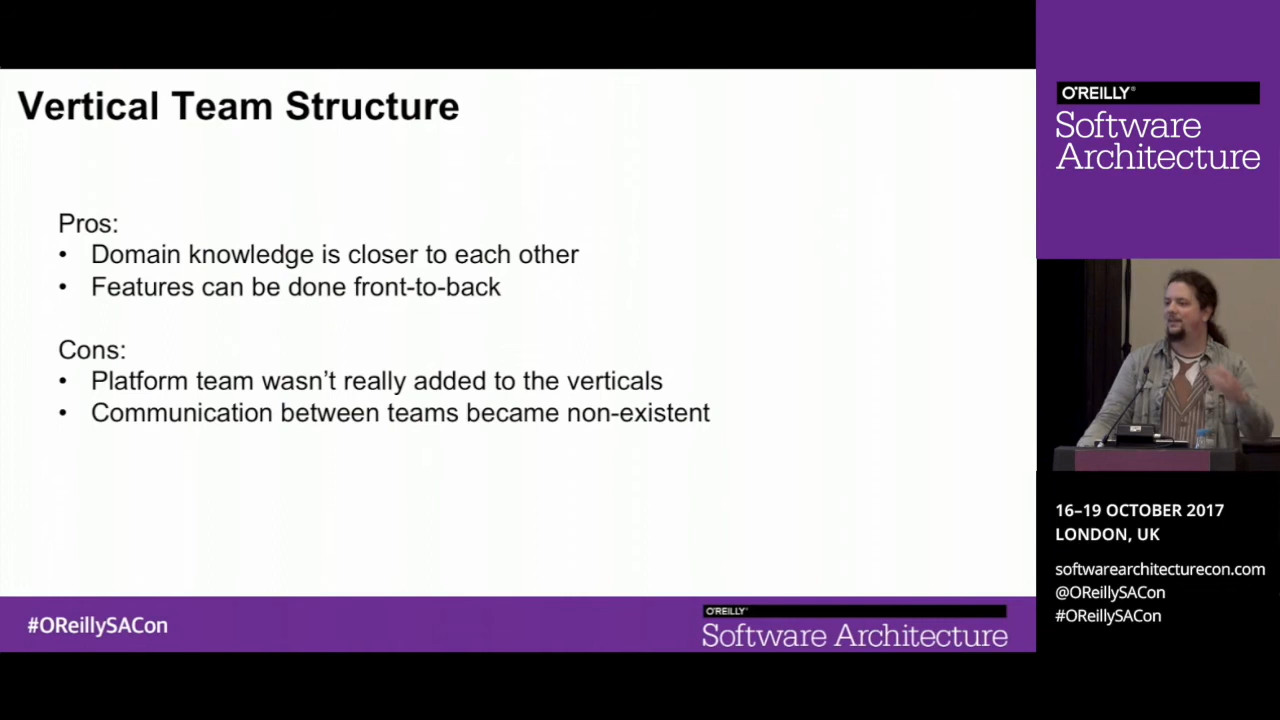 Vertical Team Structure
Pros:
• Domain knowledge is closer to each other
• Features can be done front-to-back
Cons:
• Platform team wasn't really added to the verticals
• Communication between teams became non-existent
#OReillySACon
O'REILLY®
Software Architecture
O'REILLY®
Software
Architecture
16–19 OCTOBER 2017
LONDON, UK
softwarearchitecturecon.com
@OReillySACon
#OReillySACon